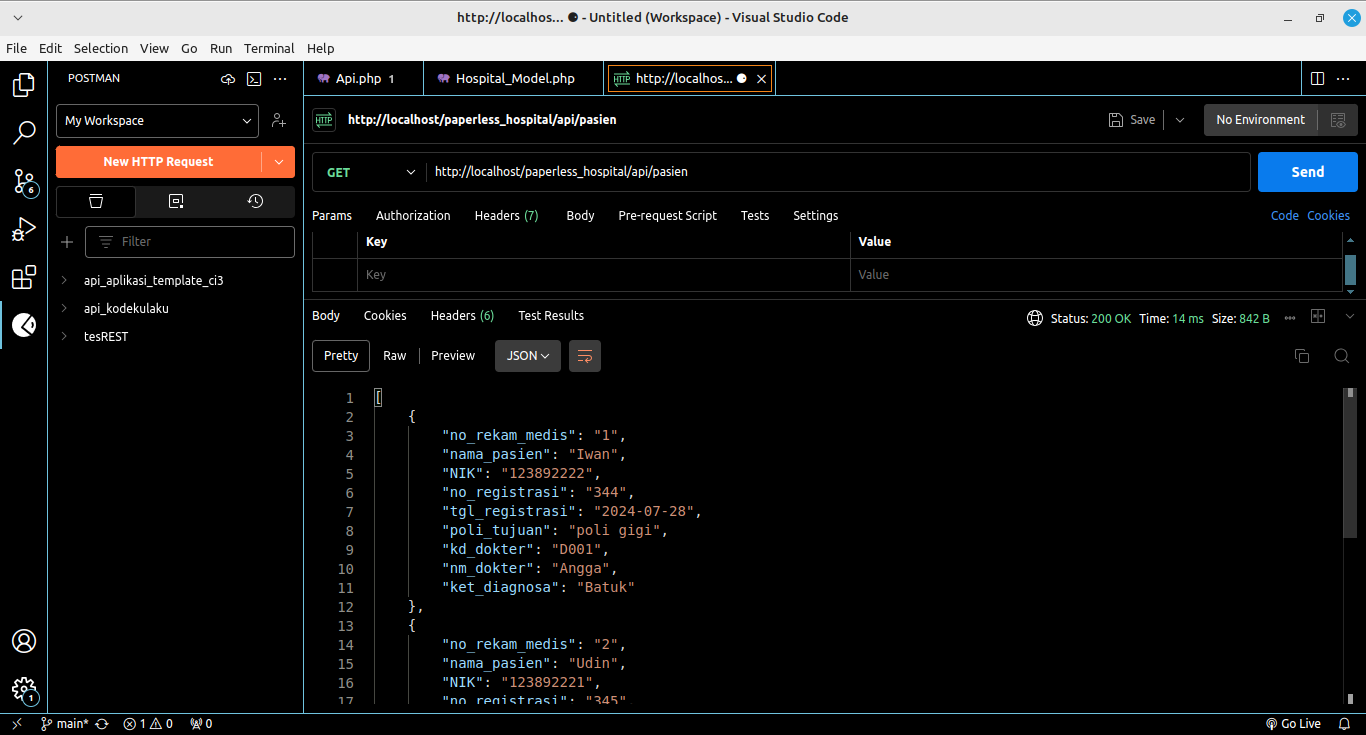 http://localhos... ● - Untitled (Workspace) - Visual Studio Code
File Edit Selection View Go Run Terminal Help
POSTMAN
Api.php 1
Hospital_Model.php
http://localhos... ●
My Workspace
HTTP http://localhost/paperless_hospital/api/pasien
Save
No Environment
New HTTP Request
GET
http://localhost/paperless_hospital/api/pasien
Send
6
Params Authorization Headers (7) Body Pre-request Script Tests Settings
Code Cookies
Filter
Key Value
Key Value
api_aplikasi_template_ci3
api_kodekulaku
tesREST
Body Cookies Headers (6) Test Results
Status: 200 OK Time: 14 ms Size: 842 B
Pretty Raw Preview JSON
1 [
2 {
3 "no_rekam_medis": "1",
4 "nama_pasien": "Iwan",
5 "NIK": "123892222",
6 "no_registrasi": "344",
7 "tgl_registrasi": "2024-07-28",
8 "poli_tujuan": "poli gigi",
9 "kd_dokter": "D001",
10 "nm_dokter": "Angga",
11 "ket_diagnosa": "Batuk"
12 },
13 {
14 "no_rekam_medis": "2",
15 "nama_pasien": "Udin",
16 "NIK": "123892221",
17 "no_registrasi": "345",
1
main* 1 0 0
Go Live